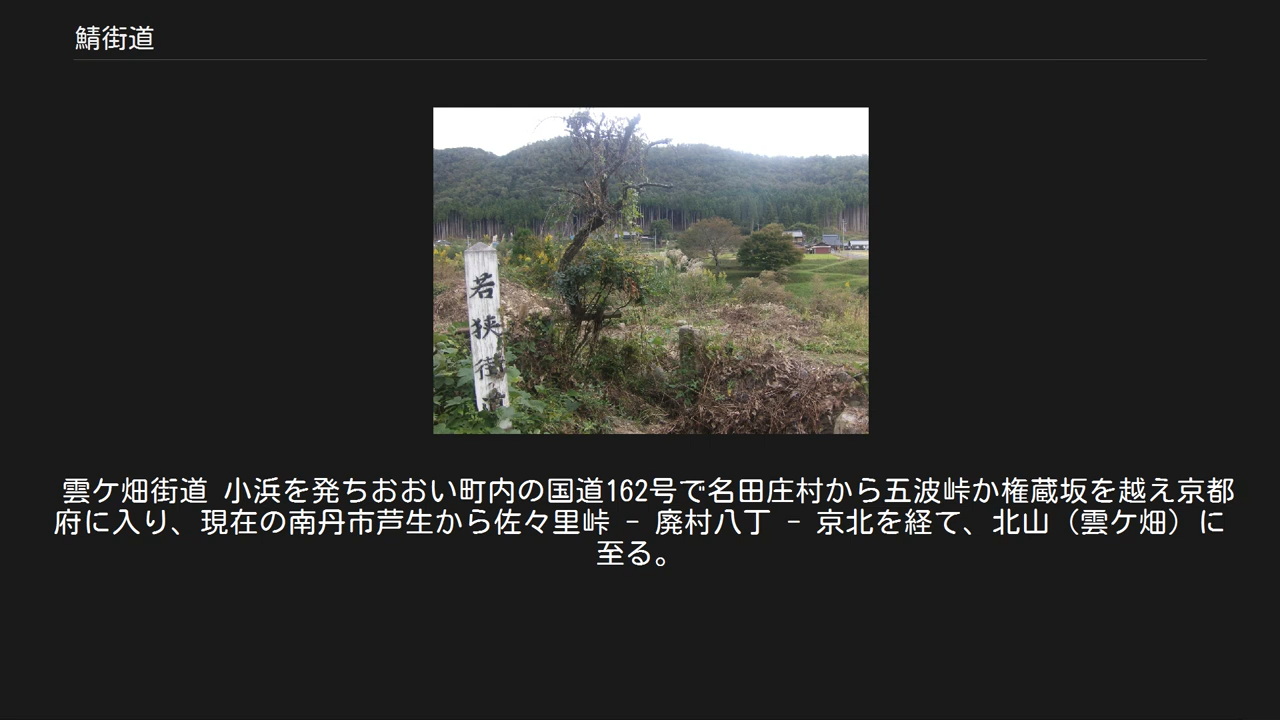 鯖街道
若狭街道
雲ケ畑街道 小浜を発ちおおい町内の国道162号で名田庄村から五波峠か権蔵坂を越え京都
府に入り、現在の南丹市芦生から佐々里峠 - 廃村八丁 - 京北を経て、北山（雲ケ畑）に
至る。